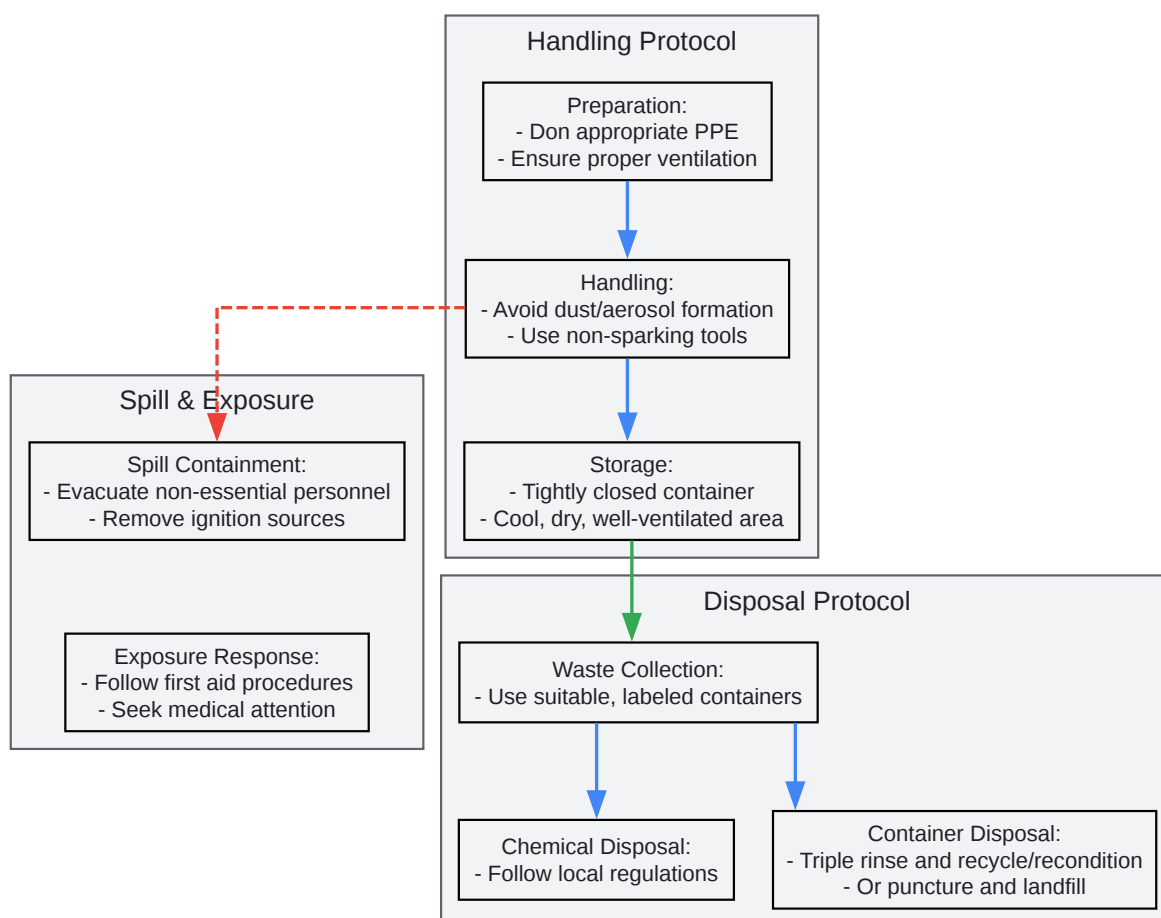 Handling Protocol
Preparation:
- Don appropriate PPE
- Ensure proper ventilation
Handling:
- Avoid dust/aerosol formation
- Use non-sparking tools
Storage:
- Tightly closed container
- Cool, dry, well-ventilated area
Spill & Exposure
Spill Containment:
- Evacuate non-essential personnel
- Remove ignition sources
Exposure Response:
- Follow first aid procedures
- Seek medical attention
Disposal Protocol
Waste Collection:
- Use suitable, labeled containers
Chemical Disposal:
- Follow local regulations
Container Disposal:
- Triple rinse and recycle/recondition
- Or puncture and landfill